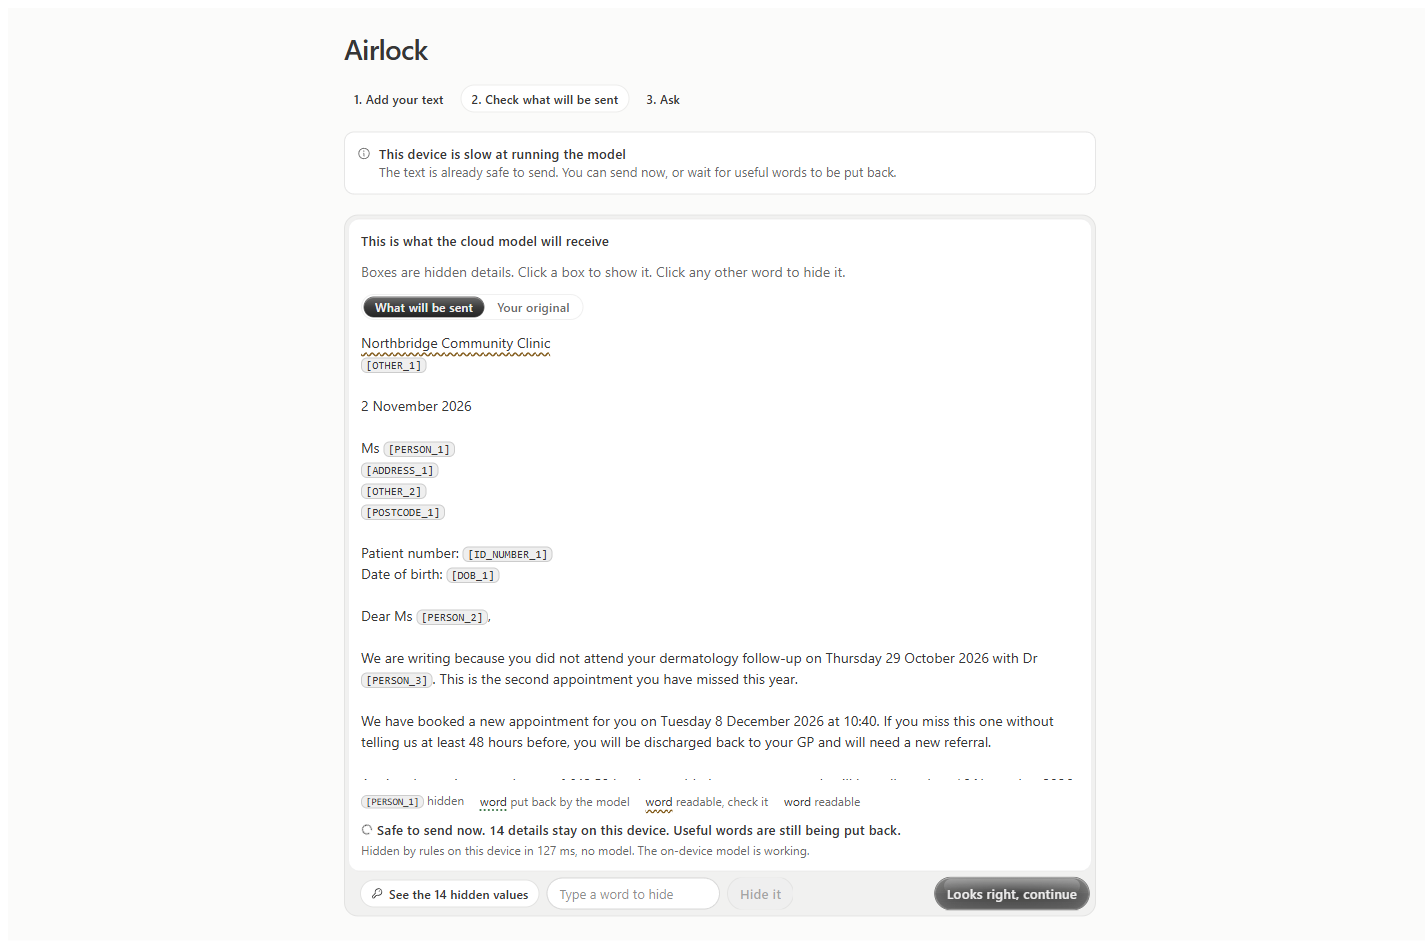 Airlock
1. Add your text
2. Check what will be sent
3. Ask
This device is slow at running the model
The text is already safe to send. You can send now, or wait for useful words to be put back.
This is what the cloud model will receive
Boxes are hidden details. Click a box to show it. Click any other word to hide it.
What will be sent
Your original
Northbridge Community Clinic
[OTHER_1]
2 November 2026
Ms [PERSON_1]
[ADDRESS_1]
[OTHER_2]
[POSTCODE_1]
Patient number: [ID_NUMBER_1]
Date of birth: [DOB_1]
Dear Ms [PERSON_2],
We are writing because you did not attend your dermatology follow-up on Thursday 29 October 2026 with Dr
[PERSON_3]. This is the second appointment you have missed this year.
We have booked a new appointment for you on Tuesday 8 December 2026 at 10:40. If you miss this one without
telling us at least 48 hours before, you will be discharged back to your GP and will need a new referral.
[PERSON_1] hidden word put back by the model word readable, check it word readable
Safe to send now. 14 details stay on this device. Useful words are still being put back.
Hidden by rules on this device in 127 ms, no model. The on-device model is working.
See the 14 hidden values
Type a word to hide
Hide it
Looks right, continue